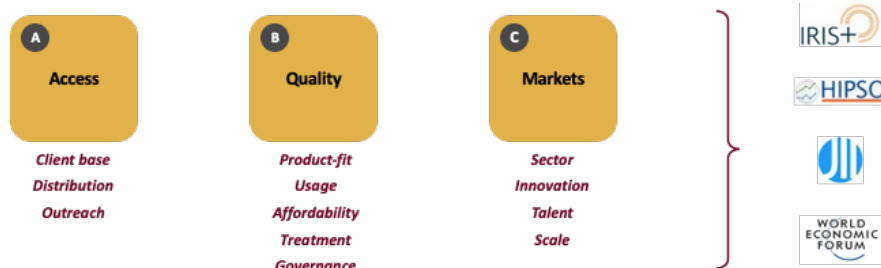 A
Access
Client base
Distribution
Outreach
B
Quality
Product-fit
Usage
Affordability
Treatment
Governance
C
Markets
Sector
Innovation
Talent
Scale
IRIS+
HIPSO
WORLD
ECONOMIC
FORUM